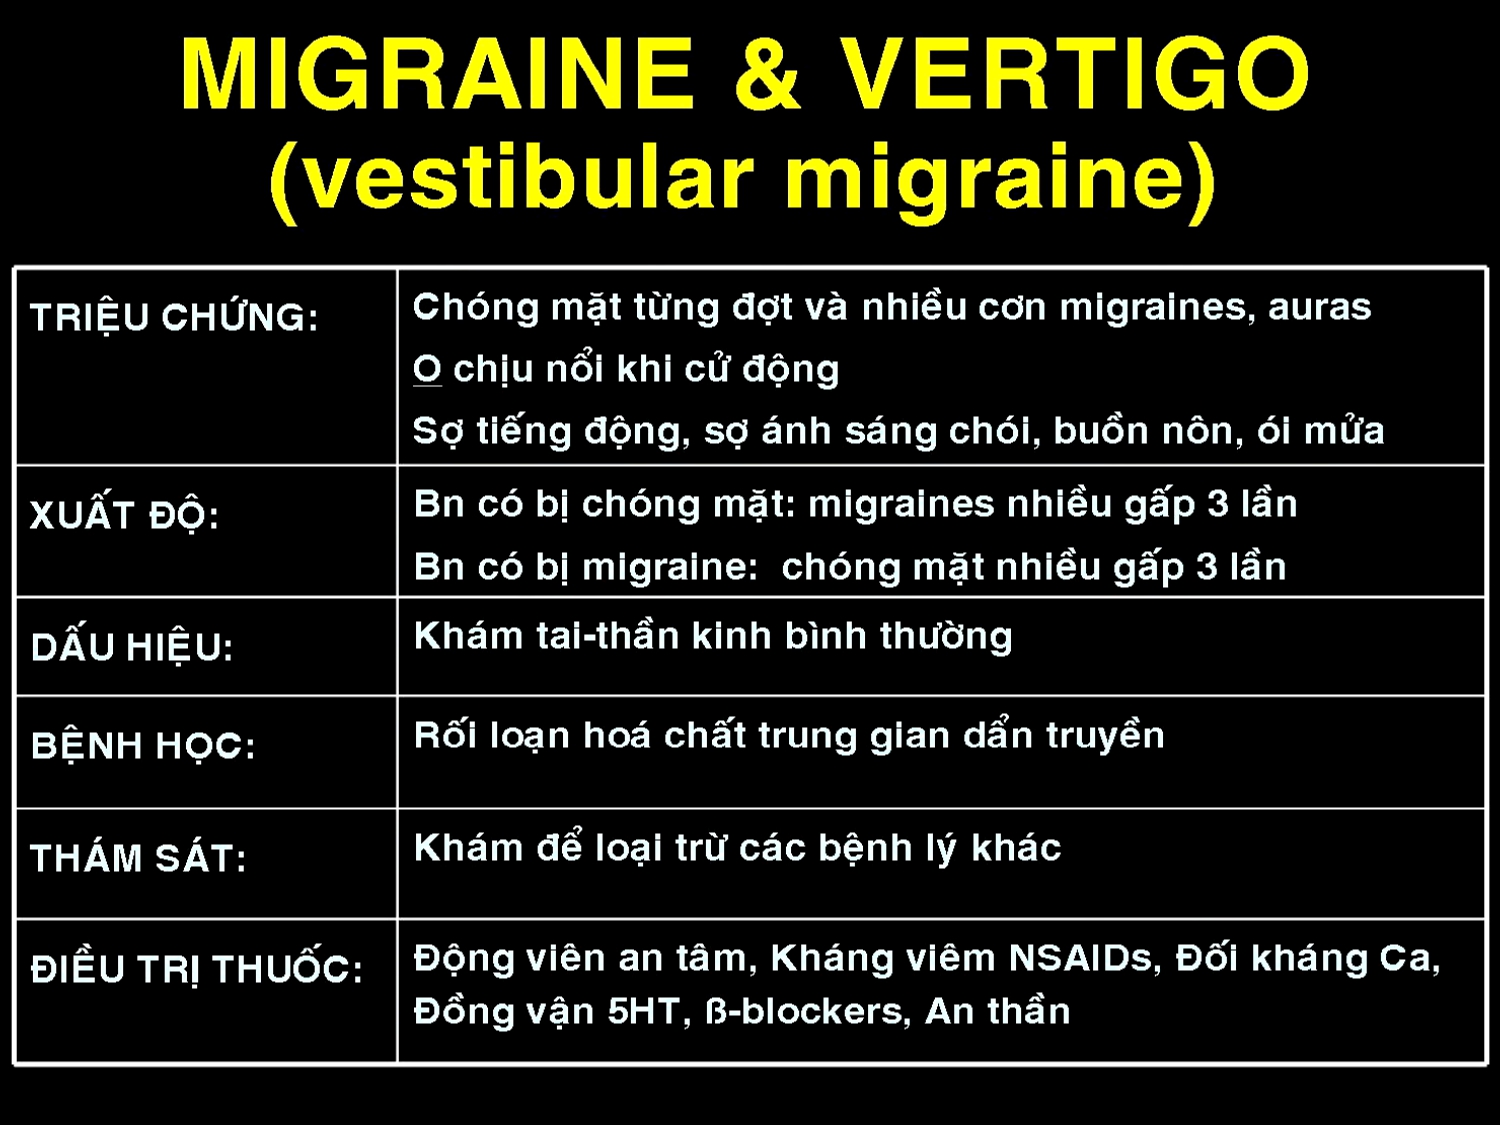 MIGRAINE & VERTIGO
(vestibular migraine)
TRIỆU CHỨNG:
Chóng mặt từng đợt và nhiều cơn migraines, auras
O chịu nổi khi cử động
Sợ tiếng động, sợ ánh sáng chói, buồn nôn, ói mửa
XUẤT ĐỘ:
Bn có bị chóng mặt: migraines nhiều gấp 3 lần
Bn có bị migraine: chóng mặt nhiều gấp 3 lần
DẤU HIỆU:
Khám tai-thần kinh bình thường
BỆNH HỌC:
Rối loạn hoá chất trung gian dẩn truyền
THÁM SÁT:
Khám để loại trừ các bệnh lý khác
ĐIỀU TRỊ THUỐC:
Động viên an tâm, Kháng viêm NSAIDs, Đối kháng Ca,
Đồng vận 5HT, ß-blockers, An thần